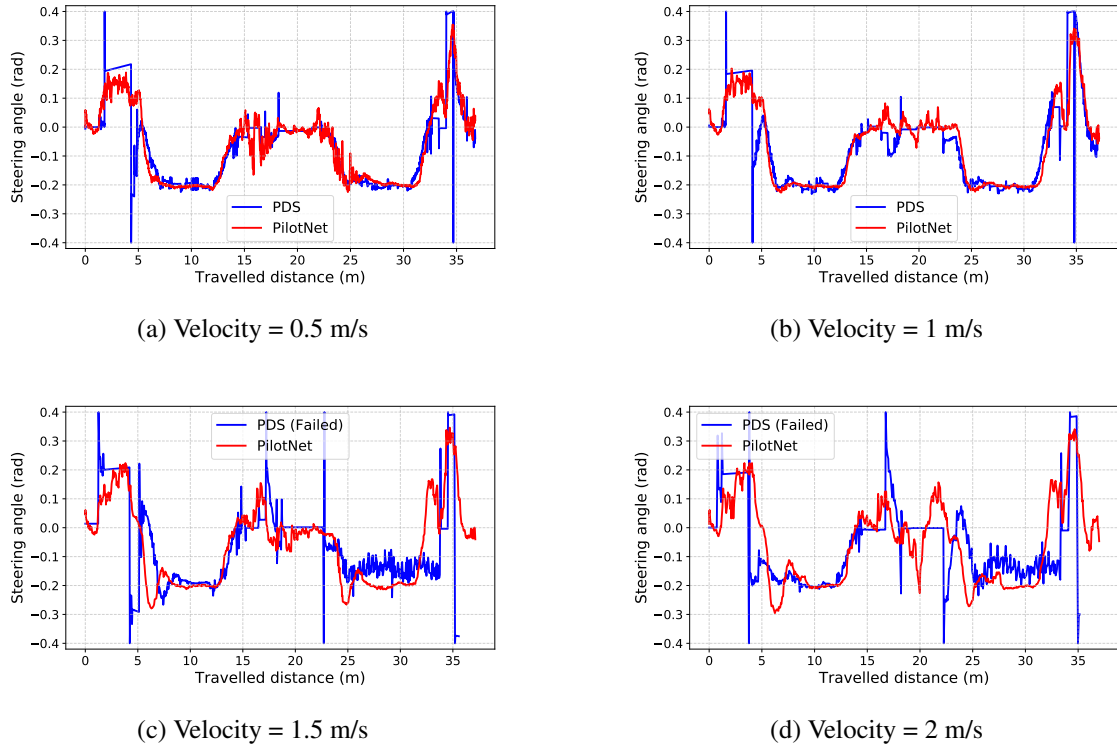 0.4
0.3
0.2
0.1
0.0
−0.1
−0.2
−0.3
−0.4
Steering angle (rad)
PDS
PilotNet
0 5 10 15 20 25 30 35
Travelled distance (m)
(a) Velocity = 0.5 m/s
0.4
0.3
0.2
0.1
0.0
−0.1
−0.2
−0.3
−0.4
Steering angle (rad)
PDS
PilotNet
0 5 10 15 20 25 30 35
Travelled distance (m)
(b) Velocity = 1 m/s
0.4
0.3
0.2
0.1
0.0
−0.1
−0.2
−0.3
−0.4
Steering angle (rad)
PDS (Failed)
PilotNet
0 5 10 15 20 25 30 35
Travelled distance (m)
(c) Velocity = 1.5 m/s
0.4
0.3
0.2
0.1
0.0
−0.1
−0.2
−0.3
−0.4
Steering angle (rad)
PDS (Failed)
PilotNet
0 5 10 15 20 25 30 35
Travelled distance (m)
(d) Velocity = 2 m/s